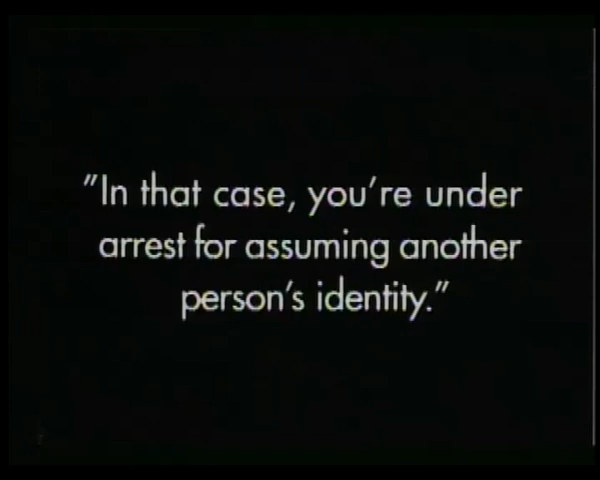 "In that case, you're under
arrest for assuming another
person's identity."